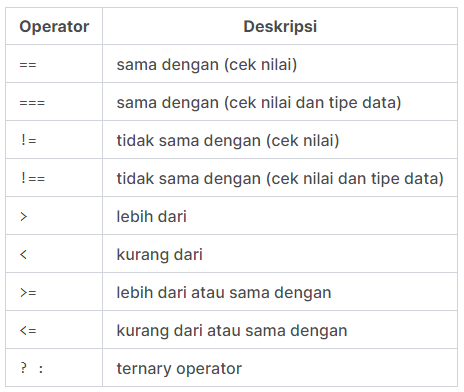 Operator Deskripsi
== sama dengan (cek nilai)
=== sama dengan (cek nilai dan tipe data)
!= tidak sama dengan (cek nilai)
!== tidak sama dengan (cek nilai dan tipe data)
> lebih dari
< kurang dari
>= lebih dari atau sama dengan
<= kurang dari atau sama dengan
? : ternary operator